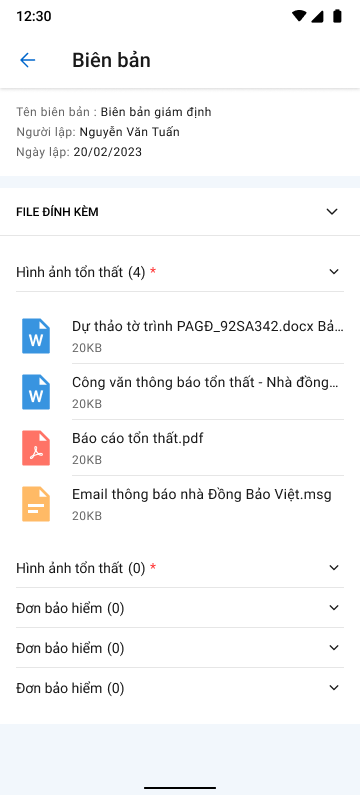 12:30
Biên bản
Tên biên bản : Biên bản giám định
Người lập: Nguyễn Văn Tuấn
Ngày lập: 20/02/2023
FILE ĐÍNH KÈM
Hình ảnh tổn thất (4) *
W
Dự thảo tờ trình PAGĐ_92SA342.docx Bả...
20KB
W
Công văn thông báo tổn thất - Nhà đồng...
20KB
Báo cáo tổn thất.pdf
20KB
Email thông báo nhà Đồng Bảo Việt.msg
20KB
Hình ảnh tổn thất (0) *
Đơn bảo hiểm (0)
Đơn bảo hiểm (0)
Đơn bảo hiểm (0)